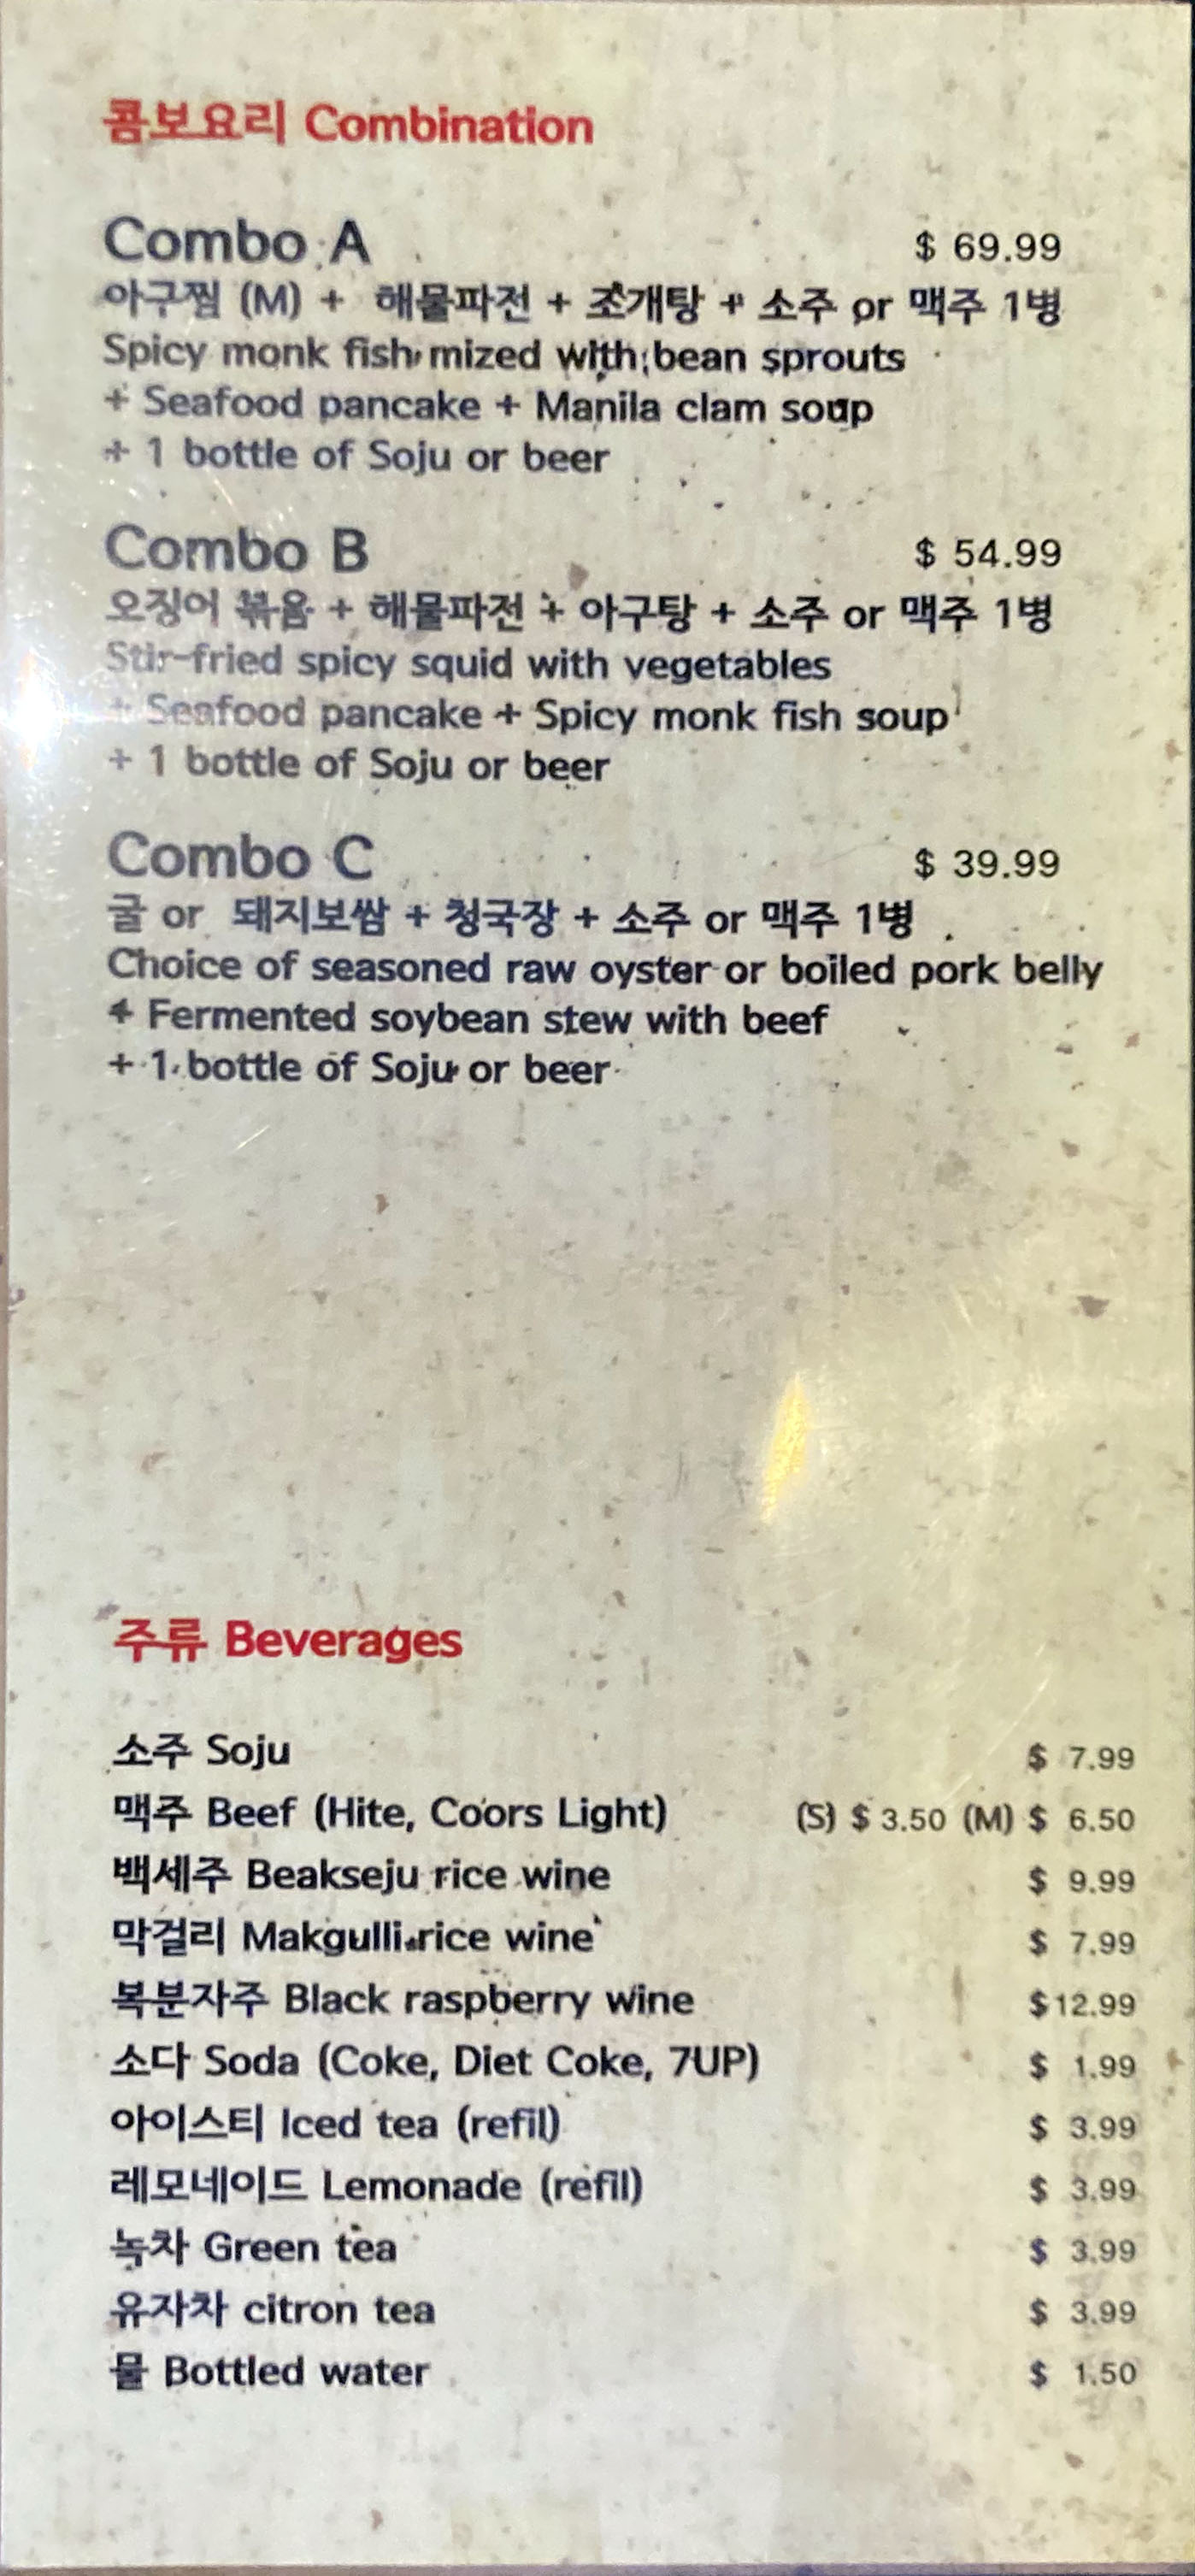 콤보요리 Combination
Combo A $ 69.99
아구찜 (M) + 해물파전 + 조개탕 + 소주 or 맥주 1병
Spicy monk fish mized with bean sprouts
+ Seafood pancake + Manila clam soup
+ 1 bottle of Soju or beer
Combo B $ 54.99
오징어 볶음 + 해물파전 + 아구탕 + 소주 or 맥주 1병
Stir-fried spicy squid with vegetables
+ Seafood pancake + Spicy monk fish soup
+ 1 bottle of Soju or beer
Combo C $ 39.99
굴 or 돼지보쌈 + 청국장 + 소주 or 맥주 1병
Choice of seasoned raw oyster or boiled pork belly
+ Fermented soybean stew with beef
+ 1 bottle of Soju or beer
주류 Beverages
소주 Soju $ 7.99
맥주 Beef (Hite, Coors Light) (S) $ 3.50 (M) $ 6.50
백세주 Beakseju rice wine $ 9.99
막걸리 Makgulli rice wine $ 7.99
복분자주 Black raspberry wine $12.99
소다 Soda (Coke, Diet Coke, 7UP) $ 1.99
아이스티 Iced tea (refil) $ 3.99
레모네이드 Lemonade (refil) $ 3.99
녹차 Green tea $ 3.99
유자차 citron tea $ 3.99
물 Bottled water $ 1.50